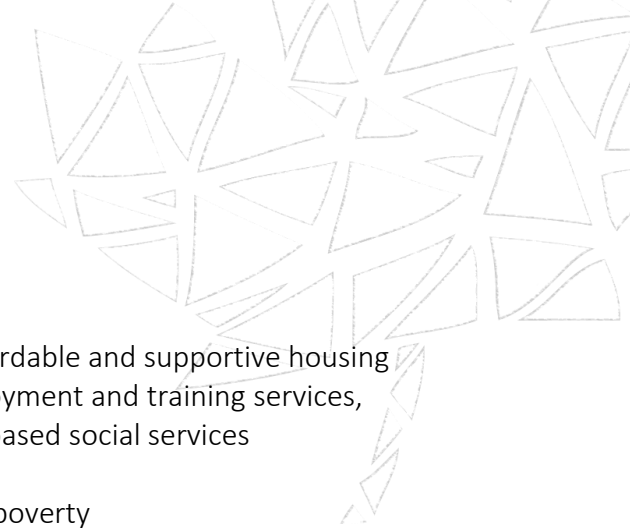 rdable and supportive housing
yment and training services,
ased social services
poverty